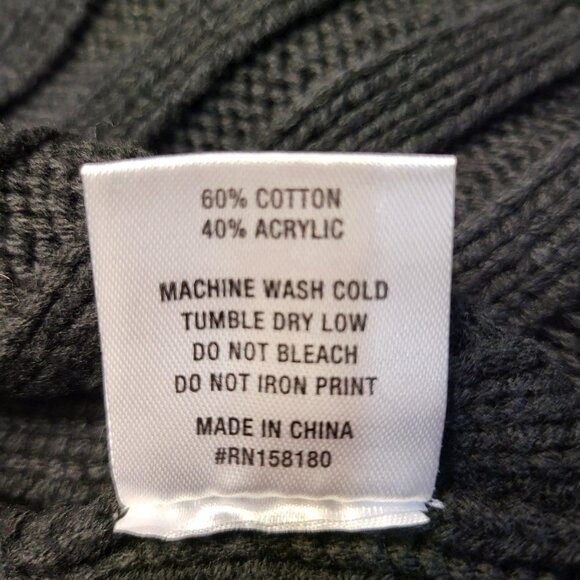 60% COTTON
40% ACRYLIC
MACHINE WASH COLD
TUMBLE DRY LOW
DO NOT BLEACH
DO NOT IRON PRINT
MADE IN CHINA
#RN158180